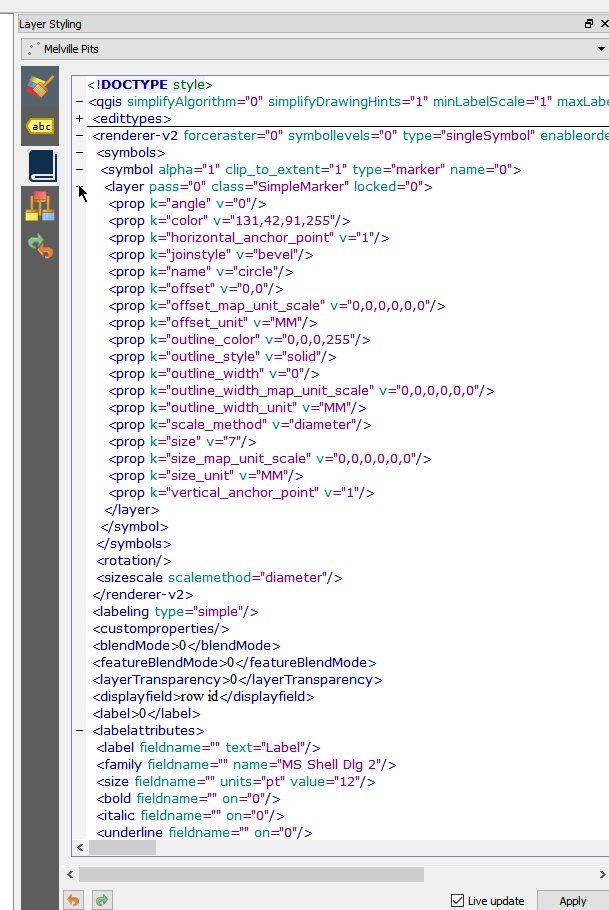 Layer Styling
Melville Pits
abc
<!DOCTYPE style>
<qgis simplifyAlgorithm="0" simplifyDrawingHints="1" minLabelScale="1" maxLabe
<edittypes>
<renderer-v2 forceraster="0" symbollevels="0" type="singleSymbol" enableorde
<symbols>
<symbol alpha="1" clip_to_extent="1" type="marker" name="0">
<layer pass="0" class="SimpleMarker" locked="0">
<prop k="angle" v="0"/>
<prop k="color" v="131,42,91,255"/>
<prop k="horizontal_anchor_point" v="1"/>
<prop k="joinstyle" v="bevel"/>
<prop k="name" v="circle"/>
<prop k="offset" v="0,0"/>
<prop k="offset_map_unit_scale" v="0,0,0,0,0,0"/>
<prop k="offset_unit" v="MM"/>
<prop k="outline_color" v="0,0,0,255"/>
<prop k="outline_style" v="solid"/>
<prop k="outline_width" v="0"/>
<prop k="outline_width_map_unit_scale" v="0,0,0,0,0,0"/>
<prop k="outline_width_unit" v="MM"/>
<prop k="scale_method" v="diameter"/>
<prop k="size" v="7"/>
<prop k="size_map_unit_scale" v="0,0,0,0,0,0"/>
<prop k="size_unit" v="MM"/>
<prop k="vertical_anchor_point" v="1"/>
</layer>
</symbol>
</symbols>
<rotation/>
<sizescale scalemethod="diameter"/>
</renderer-v2>
<labeling type="simple"/>
<customproperties/>
<blendMode>0</blendMode>
<featureBlendMode>0</featureBlendMode>
<layerTransparency>0</layerTransparency>
<displayfield>row id</displayfield>
<label>0</label>
<labelattributes>
<label fieldname="" text="Label"/>
<family fieldname="" name="MS Shell Dlg 2"/>
<size fieldname="" units="pt" value="12"/>
<bold fieldname="" on="0"/>
<italic fieldname="" on="0"/>
<underline fieldname="" on="0"/>
Live update
Apply